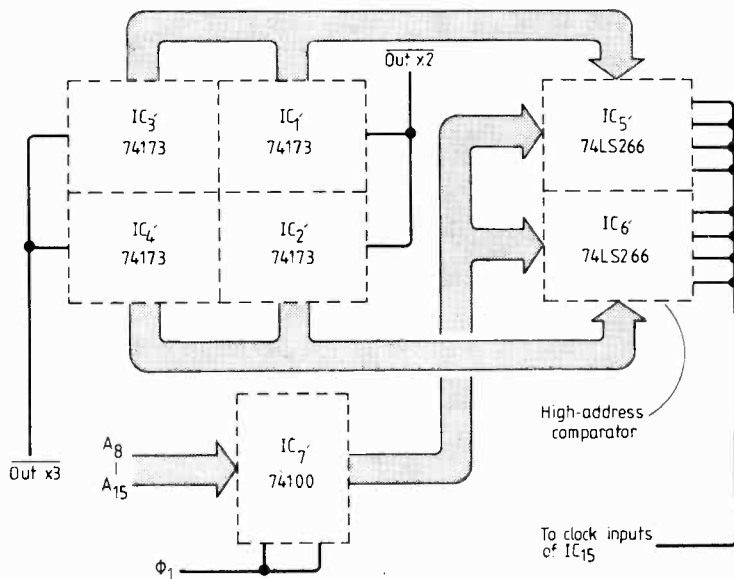 Out x2
IC3′
74173
IC1′
74173
IC5′
74LS266
IC4′
74173
IC2′
74173
IC6′
74LS266
High-address
comparator
Out x3
A8
A15
IC7′
74100
Φ1
To clock inputs
of IC15